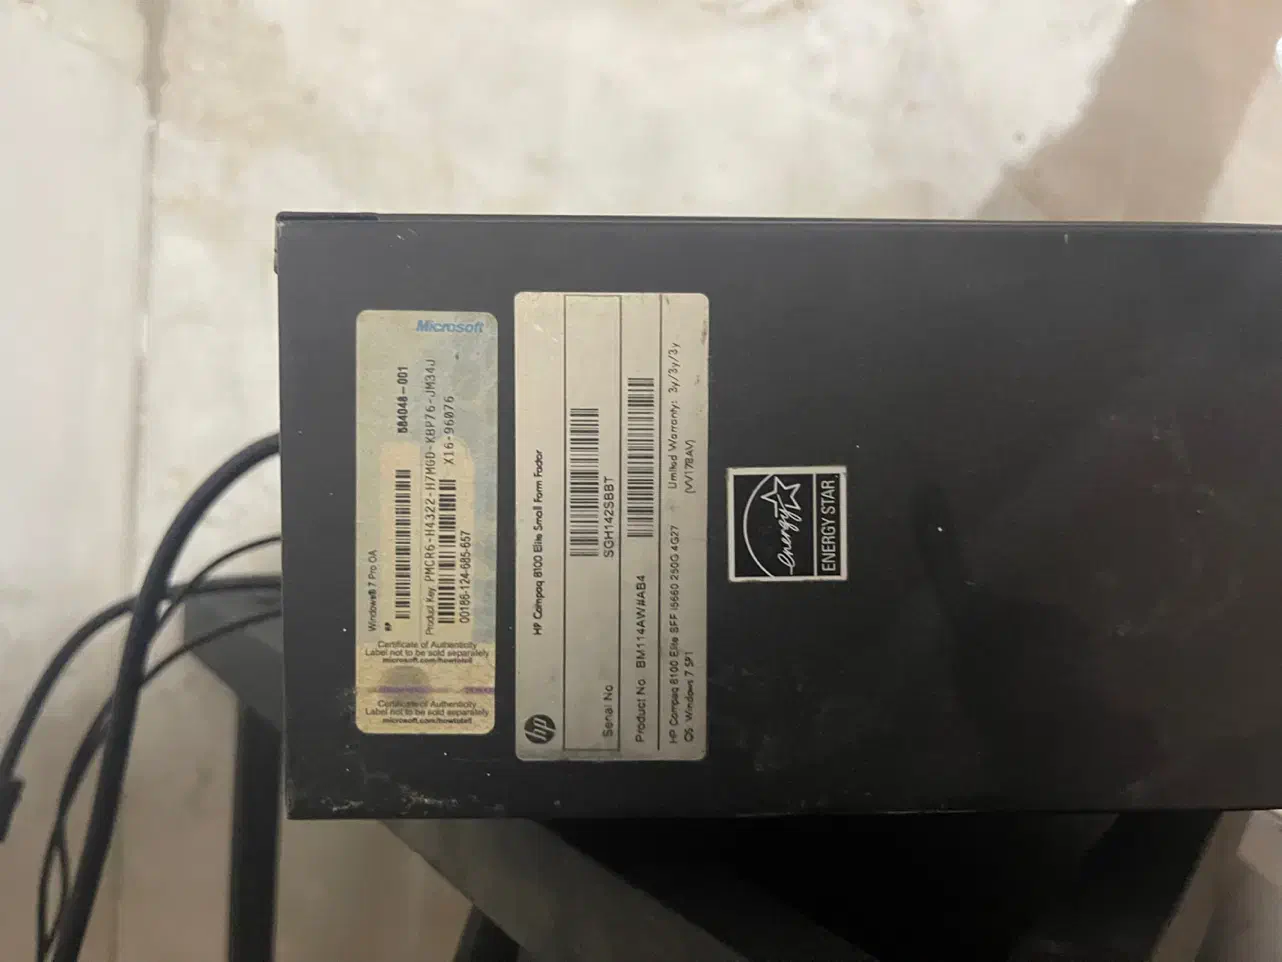 Microsoft
Windows® 7 Pro OA
HP
584048-001
Product Key: PMCR6-H4322-H7MGD-KBP76-JM34J
X16-96076
00186-124-685-657
Certificate of Authenticity
Label not to be sold separately
microsoft.com/howtotell
Certificate of Authenticity
Label not to be sold separately
microsoft.com/howtotell
hp
HP Compaq 8100 Elite Small Form Factor
Serial No
SGH142SBBT
Product No. BM114AW#AB4
HP Compaq 8100 Elite SFF i5660 250G 4G27
Limited Warranty: 3y/3y/3y
OS: Windows 7 SP1
(VV178AV)
energy
ENERGY STAR